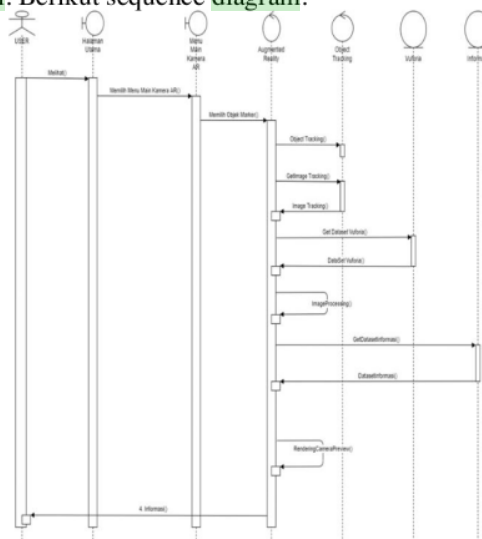 . Berikut sequence diagram:
USER
Halaman
Utama
Menu
Main
Kamera
AR
Augmented
Reality
Object
Tracking
Vuforia
Informa
Melihat()
Memilih Menu Main Kamera AR()
Memilih Objek Marker()
Object Tracking()
GetImage Tracking()
Image Tracking()
Get Dataset Vuforia()
DataSet Vuforia()
ImageProcessing()
GetDatasetInformasi()
DatasetInformasi()
RenderingCameraPreview()
4. Informasi()